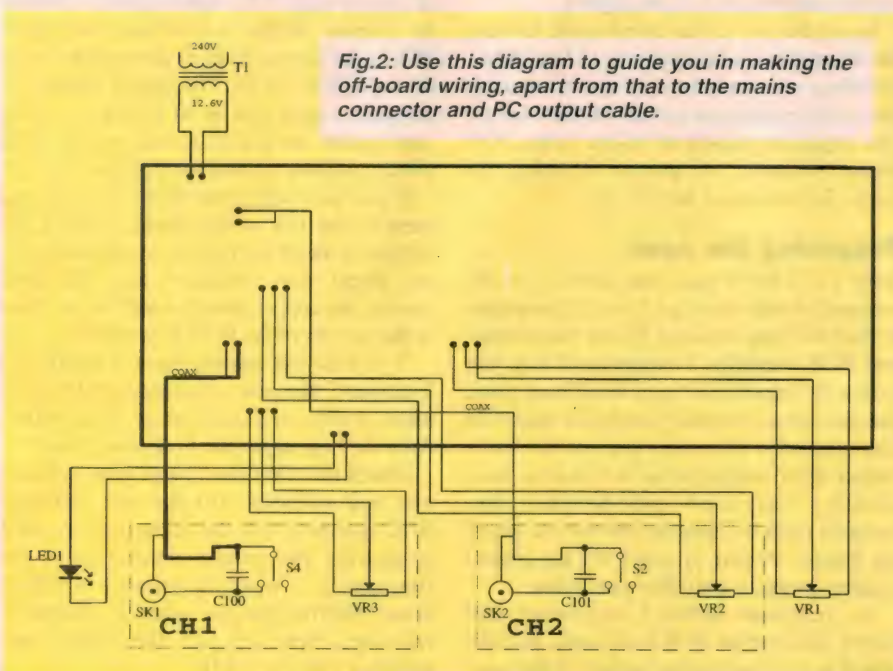 240V
T1
12.6V
Fig.2: Use this diagram to guide you in making the
off-board wiring, apart from that to the mains
connector and PC output cable.
COAX
COAX
LED1
SK1
C100
S4
VR3
CH1
SK2
C101
S2
VR2
VR1
CH2